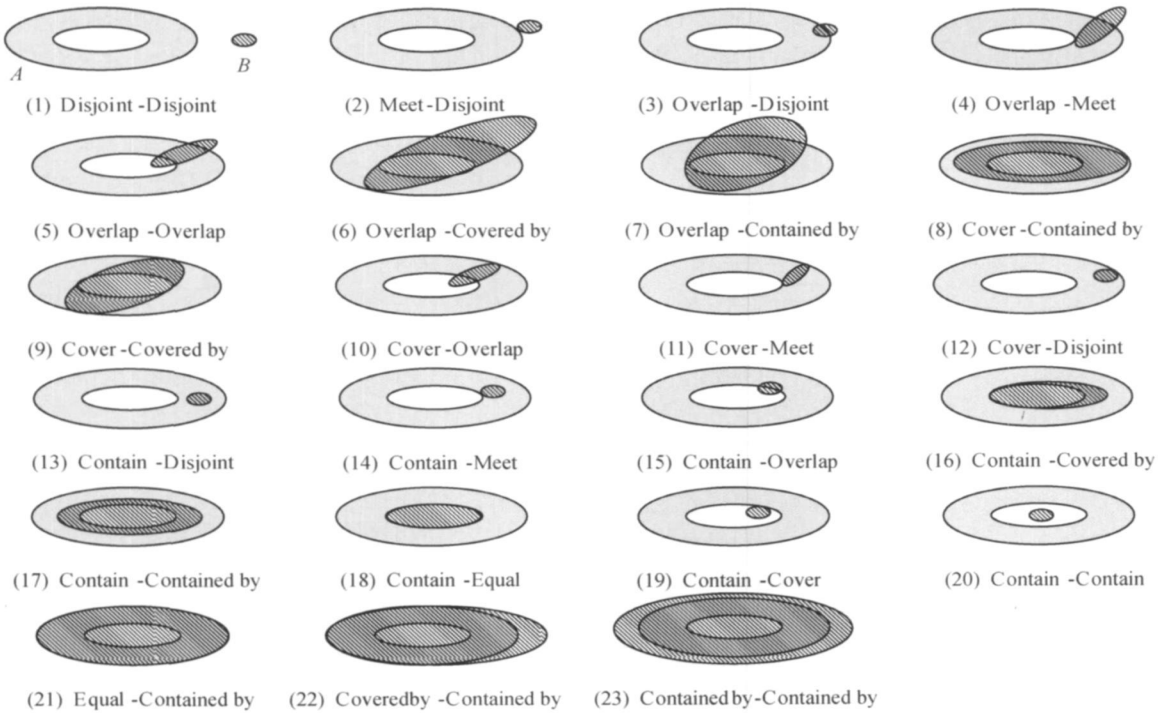 A
B
(1) Disjoint -Disjoint
(2) Meet-Disjoint
(3) Overlap -Disjoint
(4) Overlap -Meet
(5) Overlap -Overlap
(6) Overlap -Covered by
(7) Overlap -Contained by
(8) Cover-Contained by
(9) Cover-Covered by
(10) Cover-Overlap
(11) Cover-Meet
(12) Cover-Disjoint
(13) Contain -Disjoint
(14) Contain -Meet
(15) Contain -Overlap
(16) Contain -Covered by
(17) Contain -Contained by
(18) Contain -Equal
(19) Contain -Cover
(20) Contain -Contain
(21) Equal -Contained by
(22) Coveredby -Contained by
(23) Containedby-Contained by